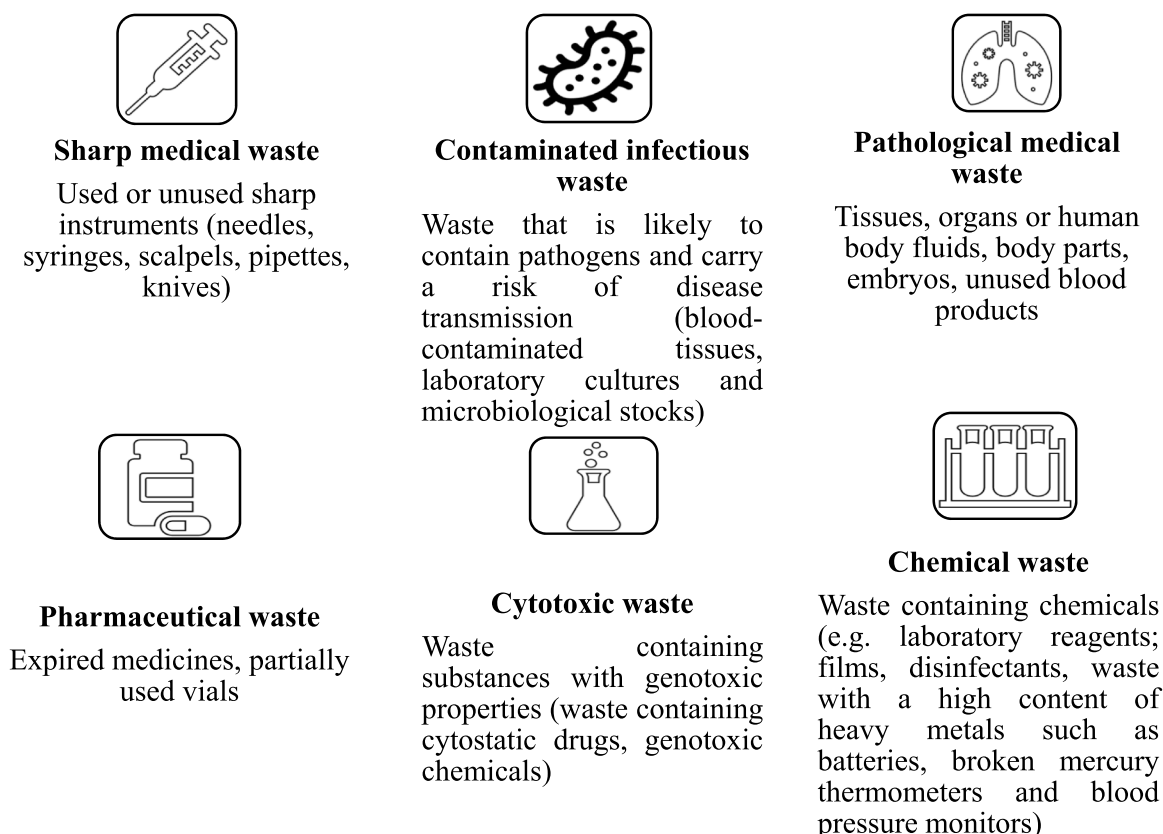 Sharp medical waste
Used or unused sharp
instruments (needles,
syringes, scalpels, pipettes,
knives)
Contaminated infectious
waste
Waste that is likely to
contain pathogens and carry
a risk of disease
transmission (blood-
contaminated tissues,
laboratory cultures and
microbiological stocks)
Pathological medical
waste
Tissues, organs or human
body fluids, body parts,
embryos, unused blood
products
Pharmaceutical waste
Expired medicines, partially
used vials
Cytotoxic waste
Waste containing
substances with genotoxic
properties (waste containing
cytostatic drugs, genotoxic
chemicals)
Chemical waste
Waste containing chemicals
(e.g. laboratory reagents;
films, disinfectants, waste
with a high content of
heavy metals such as
batteries, broken mercury
thermometers and blood
pressure monitors)